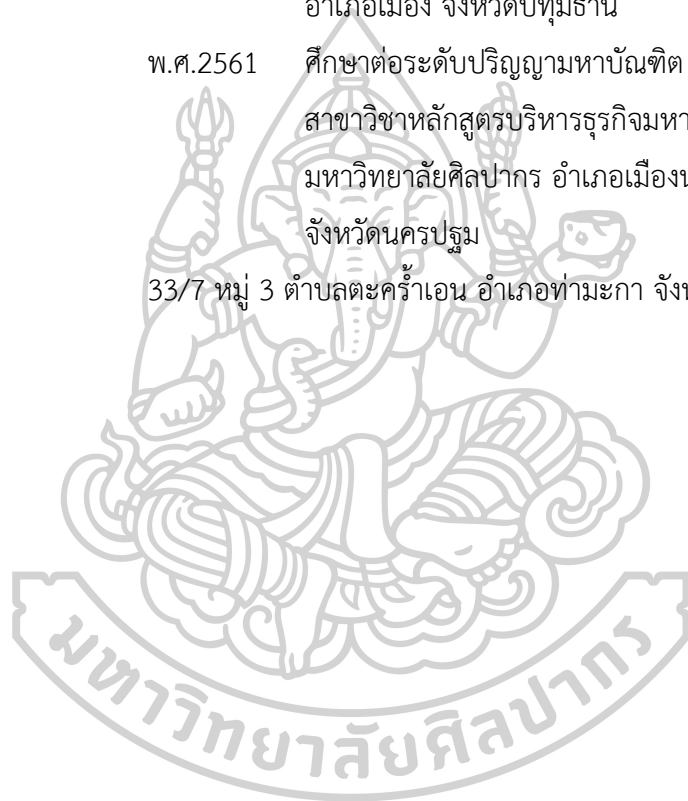 อำเภอเมือง จังหวัดปทุมธานี
พ.ศ.2561 ศึกษาต่อระดับปริญญามหาบัณฑิต
สาขาวิชาหลักสูตรบริหารธุรกิจมหา
มหาวิทยาลัยศิลปากร อำเภอเมือง
จังหวัดนครปฐม
33/7 หมู่ 3 ตำบลตะคร้ำเอน อำเภอท่ามะกา
มหาวิทยาลัยศิลปากร